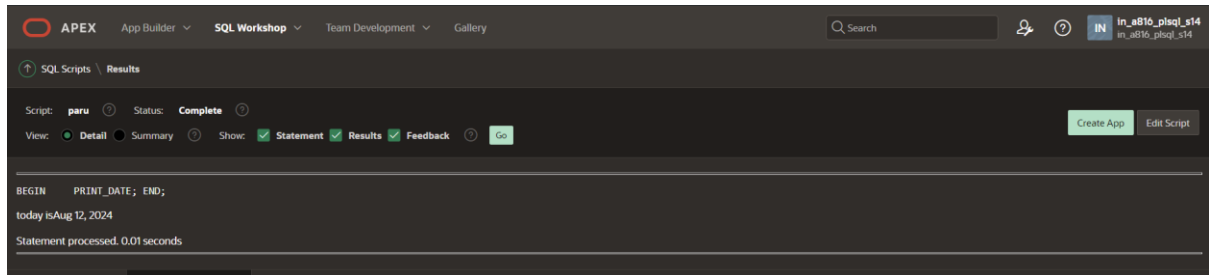 APEX App Builder SQL Workshop Team Development Gallery Search IN in_a816_plsql_s14
in_a816_plsql_s14
SQL Scripts \ Results
Script: paru Status: Complete
Create App Edit Script
View: Detail Summary Show: Statement Results Feedback Go
BEGIN     PRINT_DATE; END;
today isAug 12, 2024
Statement processed. 0.01 seconds